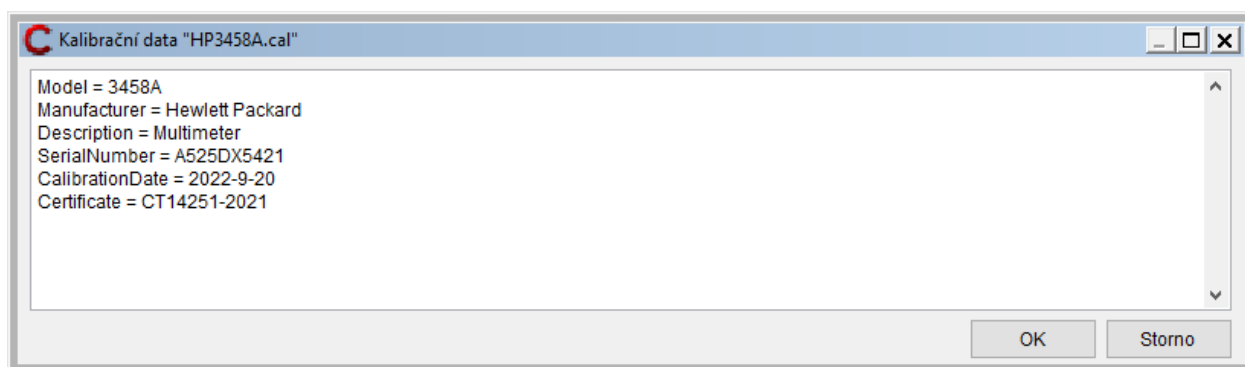 Kalibrační data "HP3458A.cal"
Model = 3458A
Manufacturer = Hewlett Packard
Description = Multimeter
SerialNumber = A525DX5421
CalibrationDate = 2022-9-20
Certificate = CT14251-2021
OK
Storno